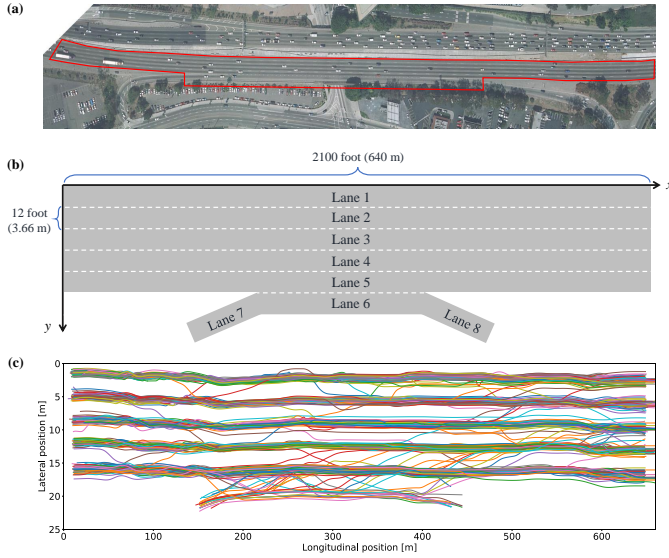 (a)
(b)
2100 foot (640 m)
x
12 foot
(3.66 m)
Lane 1
Lane 2
Lane 3
Lane 4
Lane 5
Lane 6
Lane 7
Lane 8
y
(c)
0
5
10
15
20
25
Lateral position [m]
0
100
200
300
400
500
600
Longitudinal position [m]